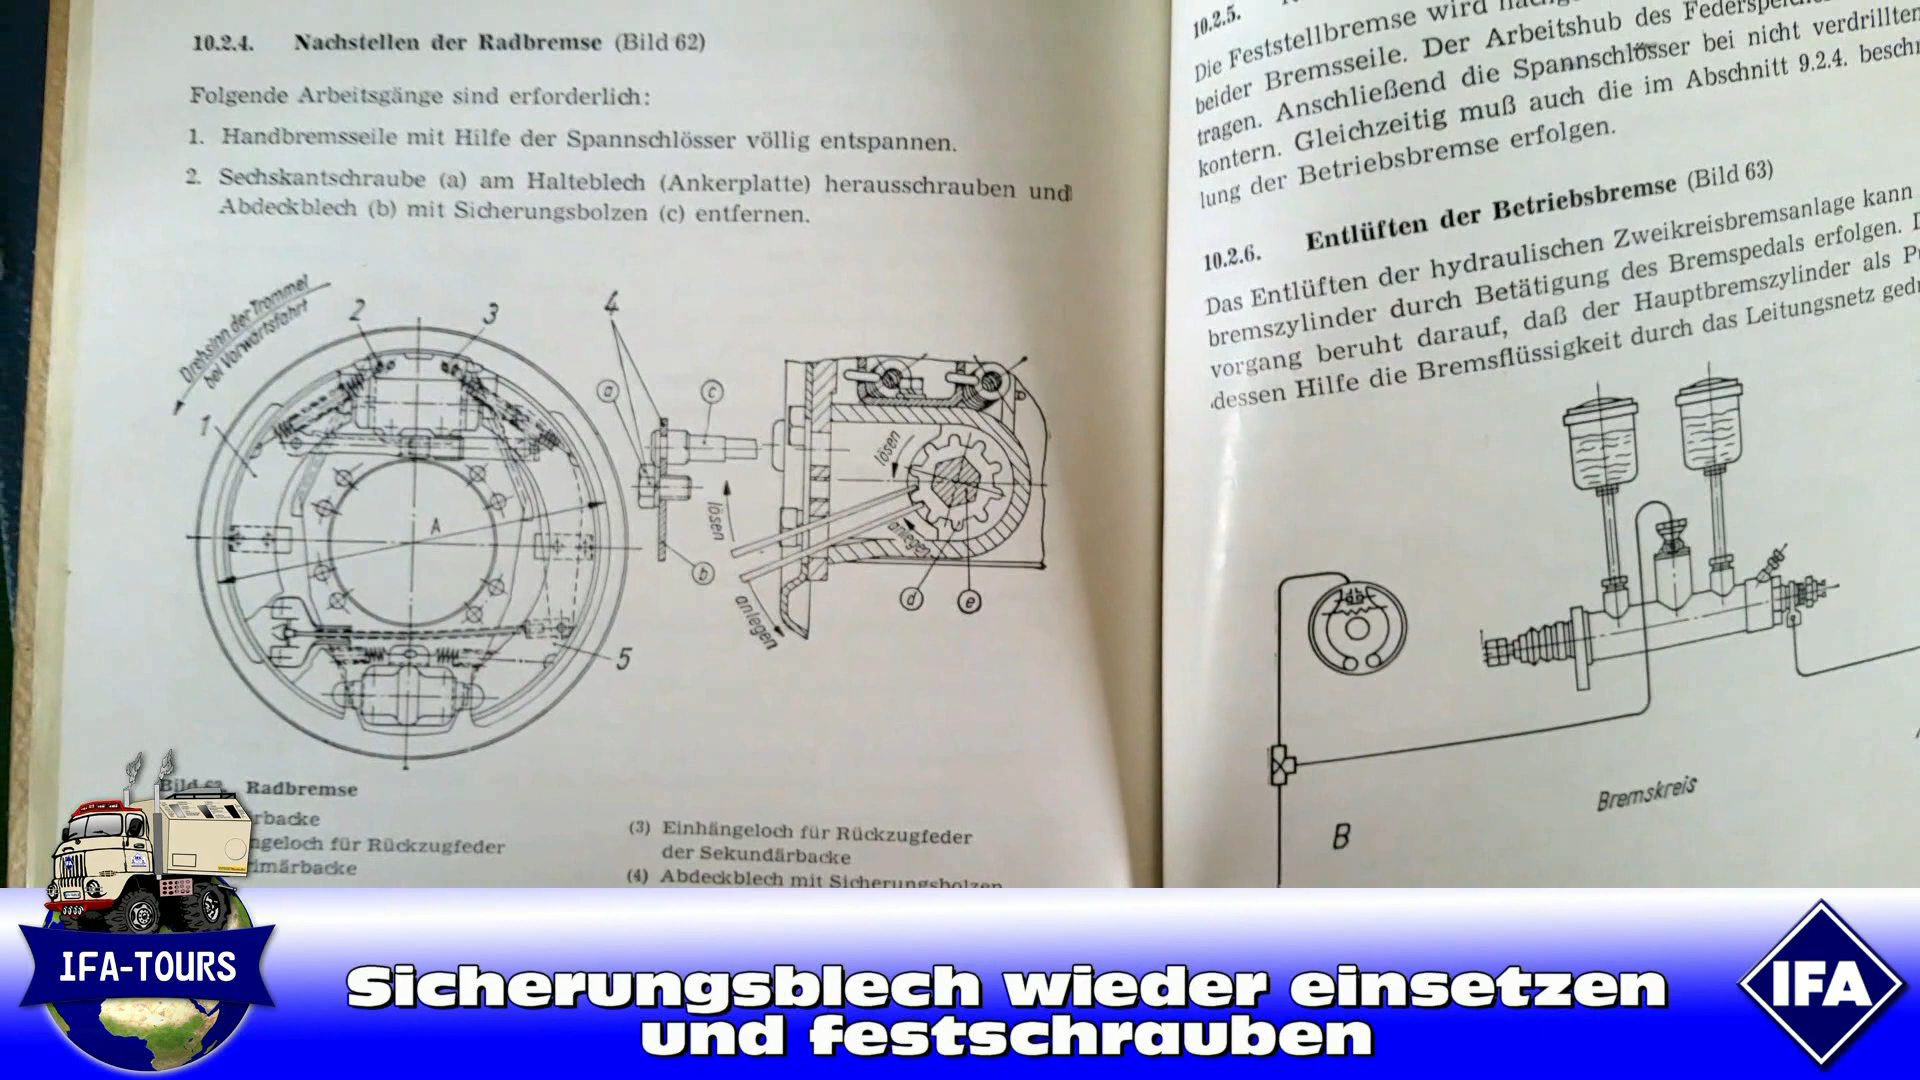 10.2.4. Nachstellen der Radbremse (Bild 62)
Folgende Arbeitsgänge sind erforderlich:
1. Handbremsseile mit Hilfe der Spannschlösser völlig entspannen.
2. Sechskantschraube (a) am Halteblech (Ankerplatte) herausschrauben und
Abdeckblech (b) mit Sicherungsbolzen (c) entfernen.
Drehsinn der Trommel
bei Vorwärtsfahrt
1
2
3
4
5
A
a
c
b
lösen
anlegen
lösen
anlegen
d
e
Radbremse
rbacke
ngeloch für Rückzugfeder
imärbacke
(3) Einhängeloch für Rückzugfeder
der Sekundärbacke
(4) Abdeckblech mit Sicherungsbolzen
10.2.5.
Die Feststellbremse wird
beider Bremsseile. Der Arbeitshub des
tragen. Anschließend die Spannschlösser bei nicht verdrillten
kontern. Gleichzeitig muß auch die im Abschnitt 9.2.4. beschr
lung der Betriebsbremse erfolgen.
10.2.6. Entlüften der Betriebsbremse (Bild 63)
Das Entlüften der hydraulischen Zweikreisbremsanlage kann
bremszylinder durch Betätigung des Bremspedals erfolgen.
vorgang beruht darauf, daß der Hauptbremszylinder als
dessen Hilfe die Bremsflüssigkeit durch das Leitungsnetz
B
Bremskreis
IFA-TOURS
Sicherungsblech wieder einsetzen
und festschrauben
IFA